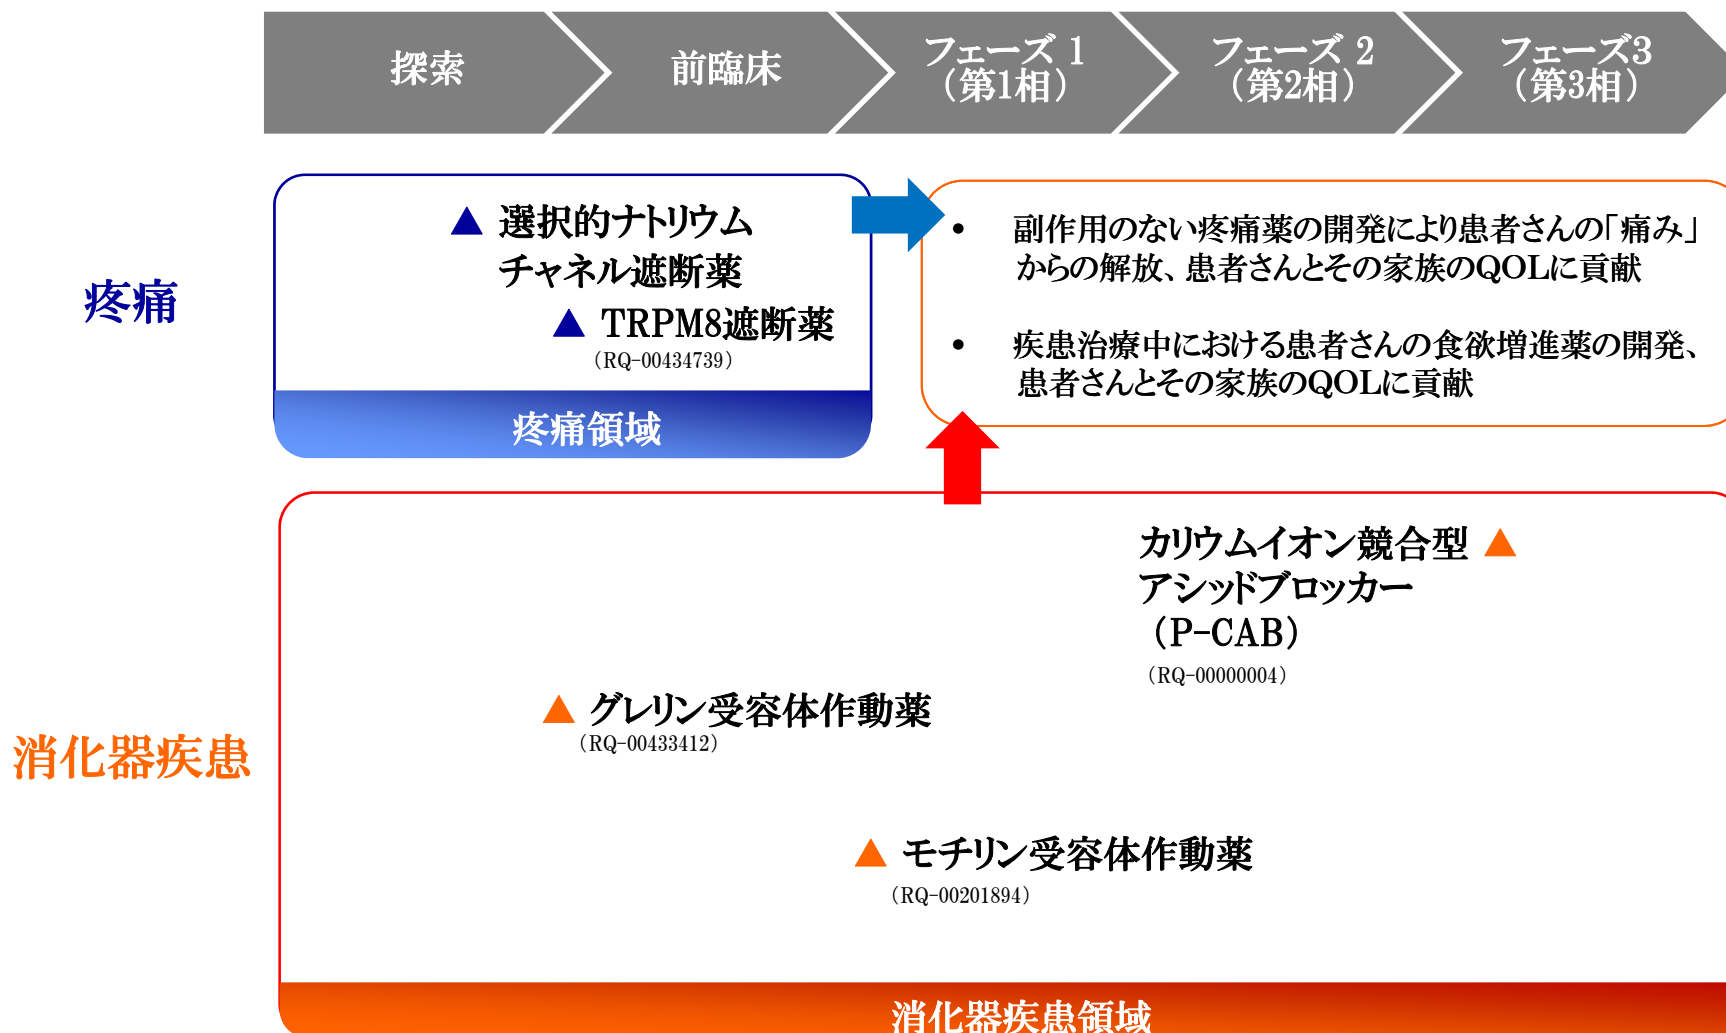 探索
前臨床
フェーズ 1
（第1相）
フェーズ 2
（第2相）
フェーズ3
（第3相）
疼痛
▲ 選択的ナトリウム
チャネル遮断薬
▲ TRPM8遮断薬
（RQ-00434739）
疼痛領域
• 副作用のない疼痛薬の開発により患者さんの「痛み」
からの解放、患者さんとその家族のQOLに貢献
• 疾患治療中における患者さんの食欲増進薬の開発、
患者さんとその家族のQOLに貢献
消化器疾患
カリウムイオン競合型 ▲
アシッドブロッカー
（P-CAB）
（RQ-00000004）
▲ グレリン受容体作動薬
（RQ-00433412）
▲ モチリン受容体作動薬
（RQ-00201894）
消化器疾患領域